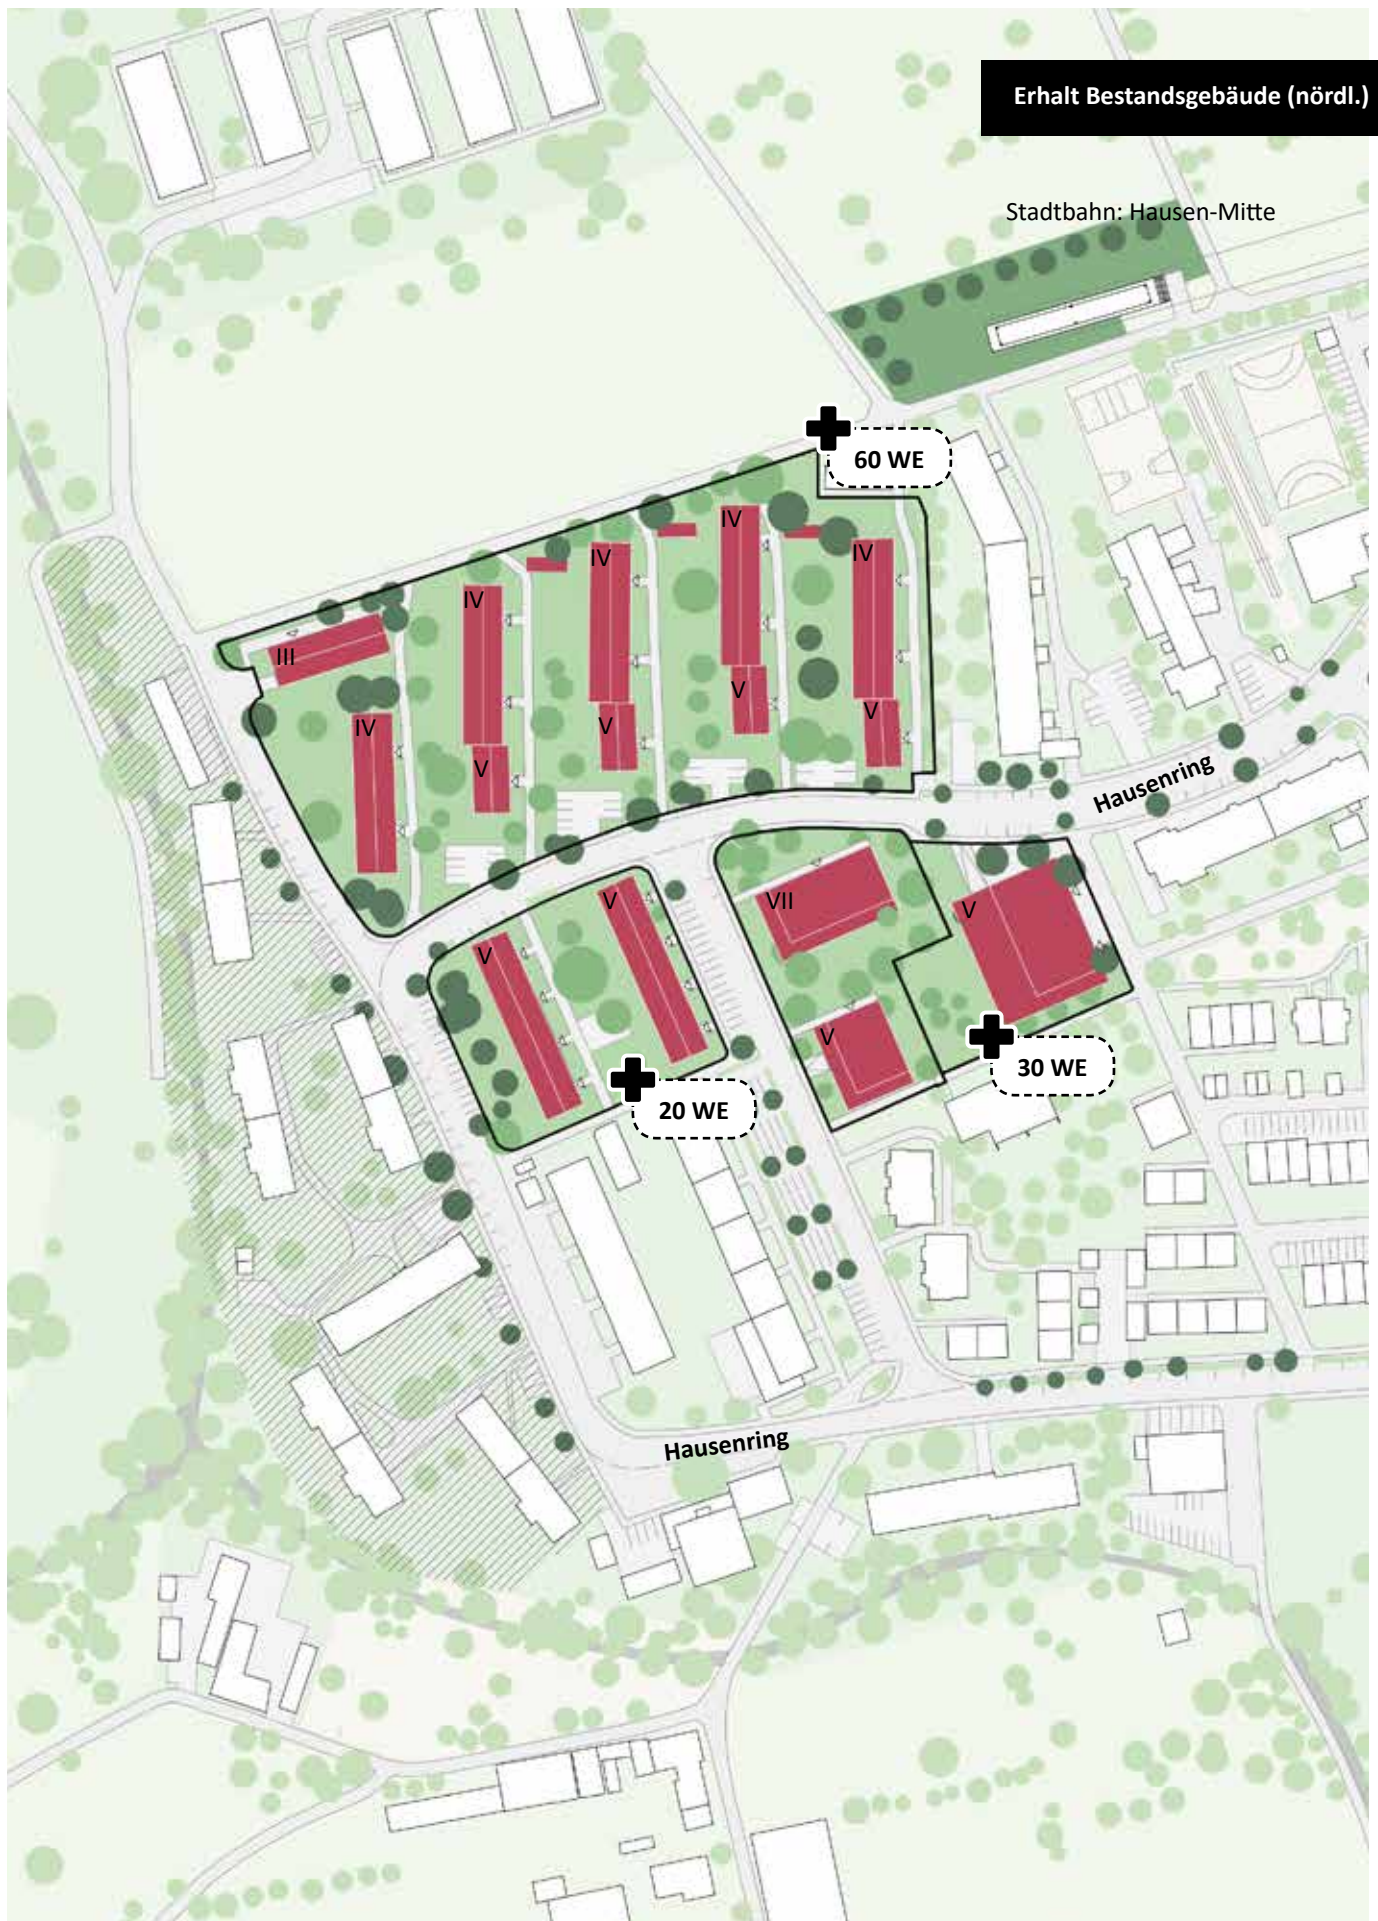 Erhalt Bestandsgebäude (nördl.)
Stadtbahn: Hausen-Mitte
60 WE
IV
IV
IV
IV
III
V
V
V
IV
V
Hausenring
V
VII
V
V
V
30 WE
20 WE
Hausenring